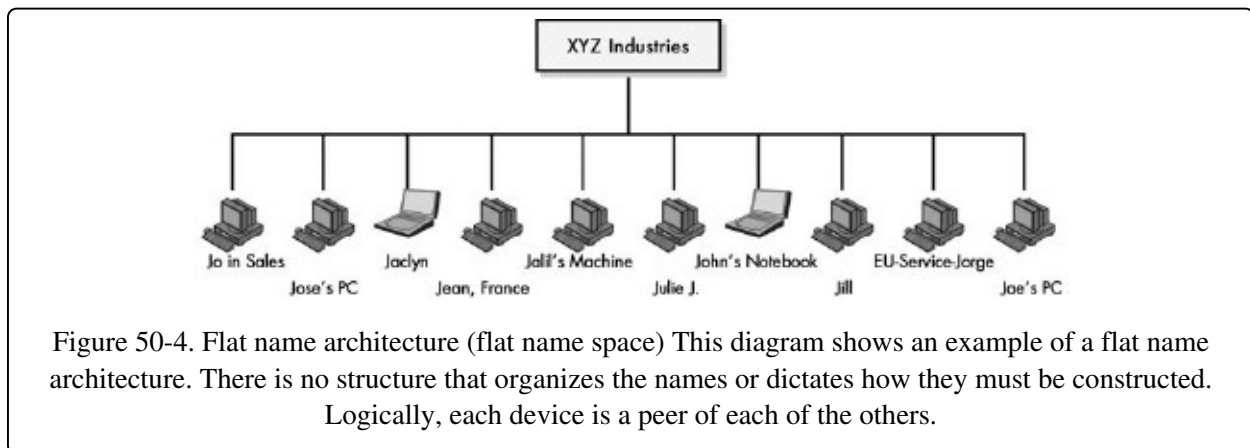 XYZ Industries
Jo in Sales
Jose's PC
Jaclyn
Jean, France
Jalil's Machine
Julie J.
John's Notebook
Jill
EU-Service-Jorge
Joe's PC
Figure 50-4. Flat name architecture (flat name space) This diagram shows an example of a flat name
architecture. There is no structure that organizes the names or dictates how they must be constructed.
Logically, each device is a peer of each of the others.